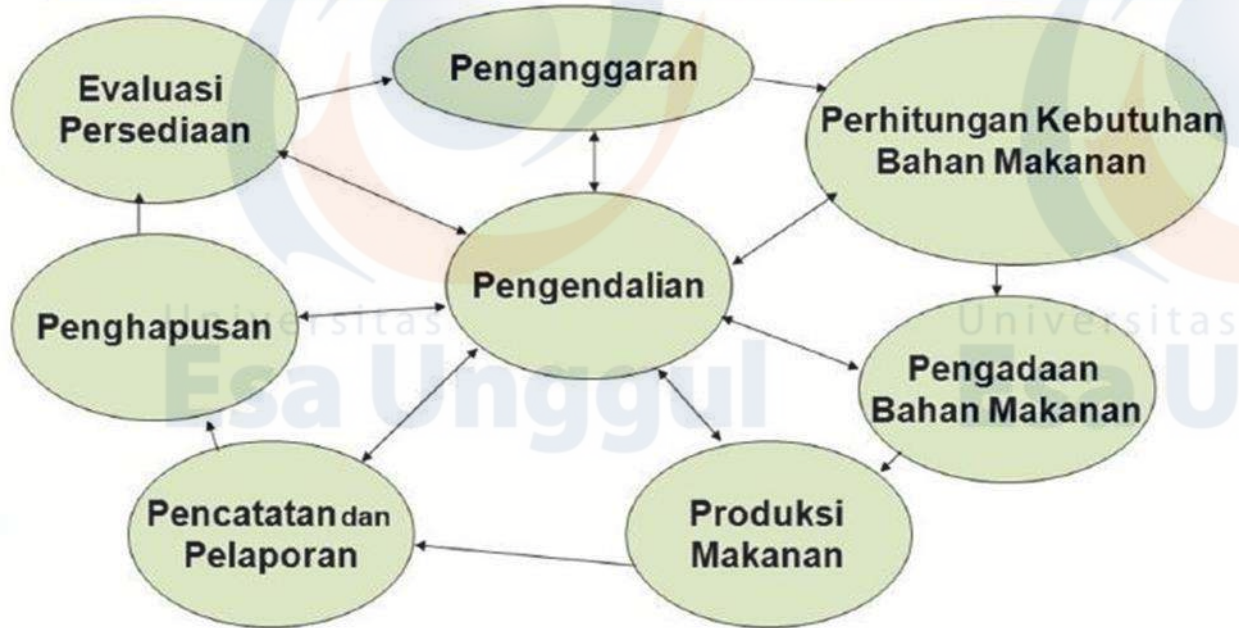 Evaluasi
Persediaan
Penganggaran
Perhitungan Kebutuhan
Bahan Makanan
Pengendalian
Penghapusan
Pengadaan
Bahan Makanan
Pencatatan dan
Pelaporan
Produksi
Makanan
Universitas
Esa Unggul
Universitas
Esa U